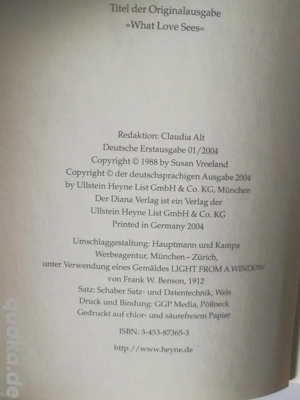 Titel der Originalausgabe
»What Love Sees«
Redaktion: Claudia Alt
Deutsche Erstausgabe 01/2004
Copyright © 1988 by Susan Vreeland
Copyright © der deutschsprachigen Ausgabe 2004
by Ullstein Heyne List GmbH & Co. KG, München
Der Diana Verlag ist ein Verlag der
Ullstein Heyne List GmbH & Co. KG
Printed in Germany 2004
Umschlaggestaltung: Hauptmann und Kampa
Werbeagentur, München – Zürich,
unter Verwendung eines Gemäldes LIGHT FROM A WINDOW
von Frank W. Benson, 1912
Satz: Schaber Satz- und Datentechnik, Wels
Druck und Bindung: GGP Media, Pößneck
Gedruckt auf chlor- und säurefreiem Papier
ISBN: 3-453-87365-3
http://www.heyne.de
quoka.de